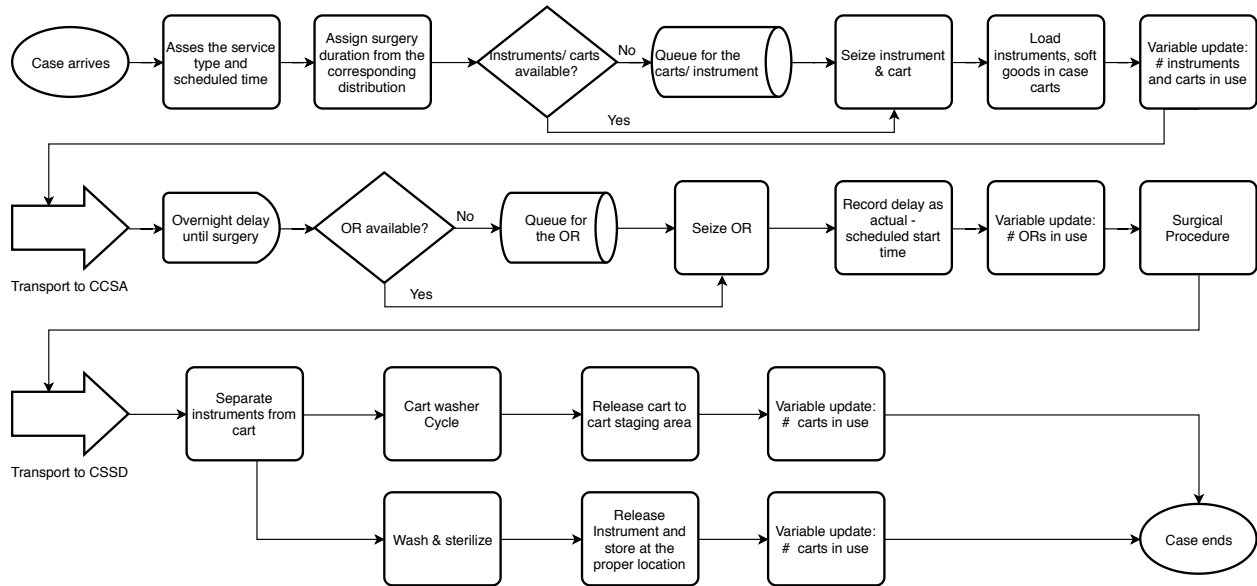 Case arrives
Asses the service
type and
scheduled time
Assign surgery
duration from the
corresponding
distribution
Instruments/ carts
available?
No
Yes
Queue for the
carts/ instrument
Seize instrument
& cart
Load
instruments, soft
goods in case
carts
Variable update:
# instruments
and carts in use
Transport to CCSA
Overnight delay
until surgery
OR available?
No
Yes
Queue for
the OR
Seize OR
Record delay as
actual -
scheduled start
time
Variable update:
# ORs in use
Surgical
Procedure
Transport to CSSD
Separate
instruments from
cart
Cart washer
Cycle
Release cart to
cart staging area
Variable update:
# carts in use
Wash & sterilize
Release
Instrument and
store at the
proper location
Variable update:
# carts in use
Case ends